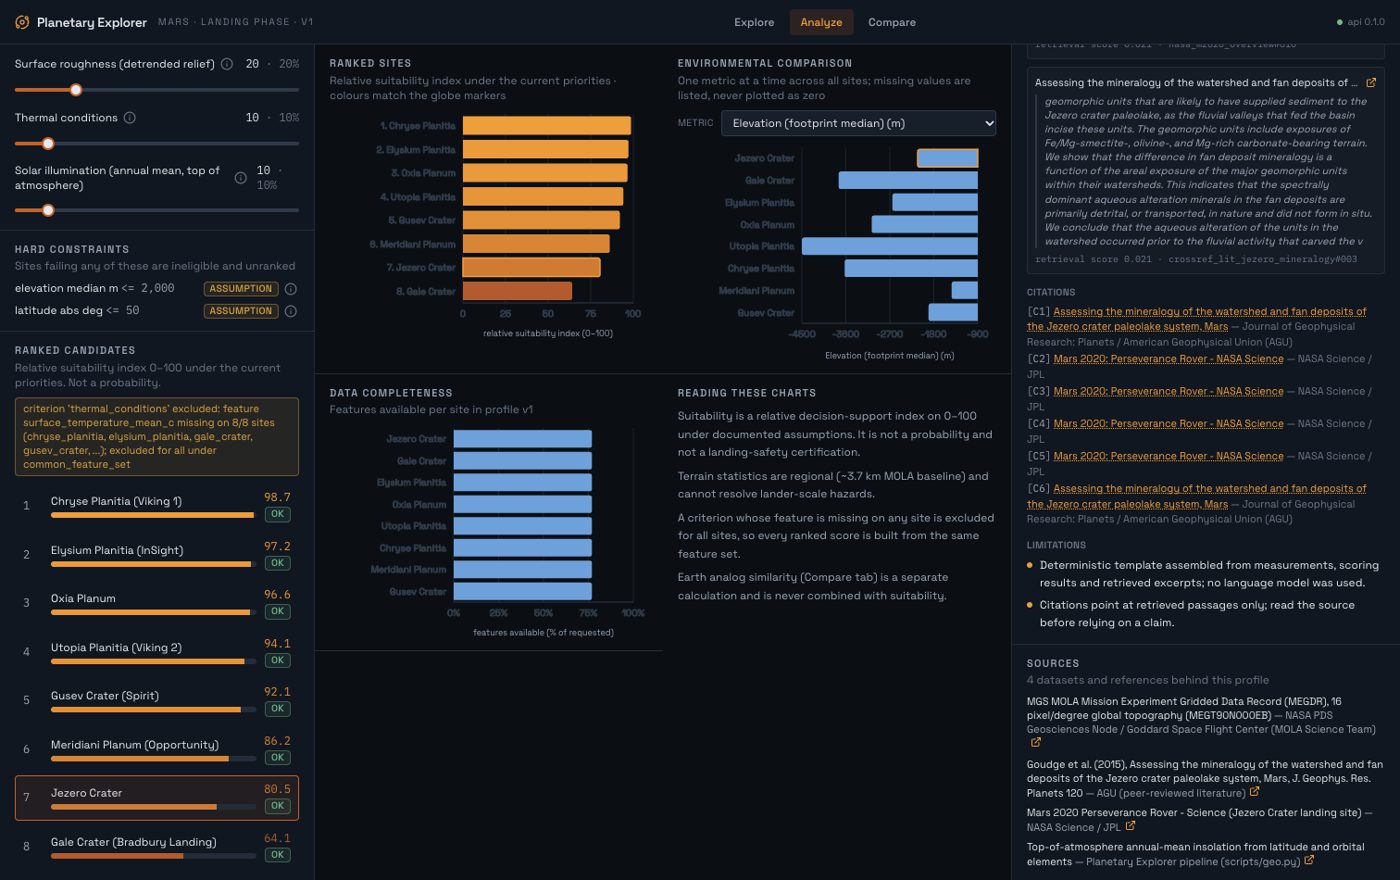 Planetary Explorer
MARS · LANDING PHASE · V1
Explore
Analyze
Compare
api 0.1.0
Surface roughness (detrended relief)
20 · 20%
Thermal conditions
10 · 10%
Solar illumination (annual mean, top of
atmosphere)
10 ·
10%
HARD CONSTRAINTS
Sites failing any of these are ineligible and unranked
elevation median m <= 2,000
ASSUMPTION
latitude abs deg <= 50
ASSUMPTION
RANKED CANDIDATES
Relative suitability index 0–100 under the current
priorities. Not a probability.
criterion 'thermal_conditions' excluded: feature
surface_temperature_mean_c missing on 8/8 sites
(chryse_planitia, elysium_planitia, gale_crater,
gusev_crater, ...); excluded for all under
common_feature_set
1
Chryse Planitia (Viking 1)
98.7
OK
2
Elysium Planitia (InSight)
97.2
OK
3
Oxia Planum
96.6
OK
4
Utopia Planitia (Viking 2)
94.1
OK
5
Gusev Crater (Spirit)
92.1
OK
6
Meridiani Planum (Opportunity)
86.2
OK
7
Jezero Crater
80.5
OK
8
Gale Crater (Bradbury Landing)
64.1
OK
RANKED SITES
Relative suitability index under the current priorities ·
colours match the globe markers
1. Chryse Planitia
2. Elysium Planitia
3. Oxia Planum
4. Utopia Planitia
5. Gusev Crater
6. Meridiani Planum
7. Jezero Crater
8. Gale Crater
0
25
50
75
100
relative suitability index (0–100)
ENVIRONMENTAL COMPARISON
One metric at a time across all sites; missing values are
listed, never plotted as zero
METRIC
Elevation (footprint median) (m)
Jezero Crater
Gale Crater
Elysium Planitia
Oxia Planum
Utopia Planitia
Chryse Planitia
Meridiani Planum
Gusev Crater
-4500
-3600
-2700
-1800
-900
Elevation (footprint median) (m)
DATA COMPLETENESS
Features available per site in profile v1
Jezero Crater
Gale Crater
Elysium Planitia
Oxia Planum
Utopia Planitia
Chryse Planitia
Meridiani Planum
Gusev Crater
0%
25%
50%
75%
100%
features available (% of requested)
READING THESE CHARTS
Suitability is a relative decision-support index on 0–100
under documented assumptions. It is not a probability and
not a landing-safety certification.
Terrain statistics are regional (~3.7 km MOLA baseline) and
cannot resolve lander-scale hazards.
A criterion whose feature is missing on any site is excluded
for all sites, so every ranked score is built from the same
feature set.
Earth analog similarity (Compare tab) is a separate
calculation and is never combined with suitability.
retrieval score 0.021 · nasa_m2020_overview#010
Assessing the mineralogy of the watershed and fan deposits of ...
geomorphic units that are likely to have supplied sediment to the
Jezero crater paleolake, as the fluvial valleys that fed the basin
incise these units. The geomorphic units include exposures of
Fe/Mg-smectite-, olivine-, and Mg-rich carbonate-bearing terrain.
We show that the difference in fan deposit mineralogy is a
function of the areal exposure of the major geomorphic units
within their watersheds. This indicates that the spectrally
dominant aqueous alteration minerals in the fan deposits are
primarily detrital, or transported, in nature and did not form in situ.
We conclude that the aqueous alteration of the units in the
watershed occurred prior to the fluvial activity that carved the v
retrieval score 0.021 · crossref_lit_jezero_mineralogy#003
CITATIONS
[C1] Assessing the mineralogy of the watershed and fan deposits of
the Jezero crater paleolake system, Mars — Journal of Geophysical
Research: Planets / American Geophysical Union (AGU)
[C2] Mars 2020: Perseverance Rover - NASA Science — NASA Science /
JPL
[C3] Mars 2020: Perseverance Rover - NASA Science — NASA Science /
JPL
[C4] Mars 2020: Perseverance Rover - NASA Science — NASA Science /
JPL
[C5] Mars 2020: Perseverance Rover - NASA Science — NASA Science /
JPL
[C6] Assessing the mineralogy of the watershed and fan deposits of
the Jezero crater paleolake system, Mars — Journal of Geophysical
Research: Planets / American Geophysical Union (AGU)
LIMITATIONS
Deterministic template assembled from measurements, scoring
results and retrieved excerpts; no language model was used.
Citations point at retrieved passages only; read the source
before relying on a claim.
SOURCES
4 datasets and references behind this profile
MGS MOLA Mission Experiment Gridded Data Record (MEGDR), 16
pixel/degree global topography (MEGT90N000EB) — NASA PDS
Geosciences Node / Goddard Space Flight Center (MOLA Science Team)
Goudge et al. (2015), Assessing the mineralogy of the watershed and fan
deposits of the Jezero crater paleolake system, Mars, J. Geophys. Res.
Planets 120 — AGU (peer-reviewed literature)
Mars 2020 Perseverance Rover - Science (Jezero Crater landing site) —
NASA Science / JPL
Top-of-atmosphere annual-mean insolation from latitude and orbital
elements — Planetary Explorer pipeline (scripts/geo.py)